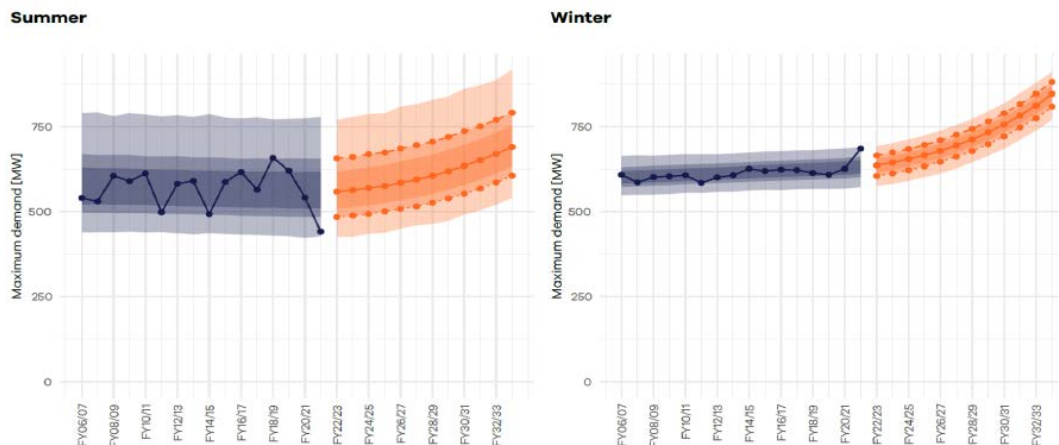 Summer
Maximum demand [MW]
750
500
250
0
FY06/07
FY08/09
FY10/11
FY12/13
FY14/15
FY16/17
FY18/19
FY20/21
FY22/23
FY24/25
FY26/27
FY28/29
FY30/31
FY32/33
Winter
Maximum demand [MW]
750
500
250
0
FY06/07
FY08/09
FY10/11
FY12/13
FY14/15
FY16/17
FY18/19
FY20/21
FY22/23
FY24/25
FY26/27
FY28/29
FY30/31
FY32/33